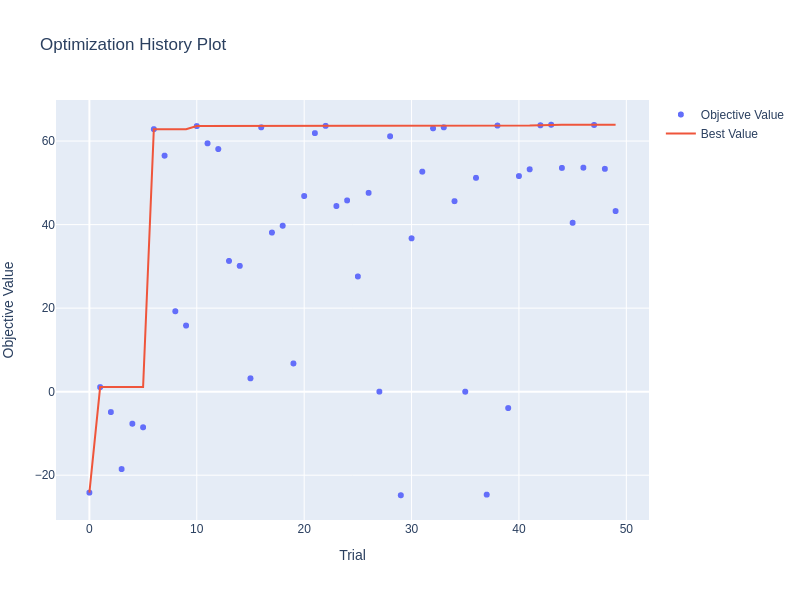 Optimization History Plot
Objective Value
Best Value
60
40
20
0
−20
0
10
20
30
40
50
Trial
Objective Value